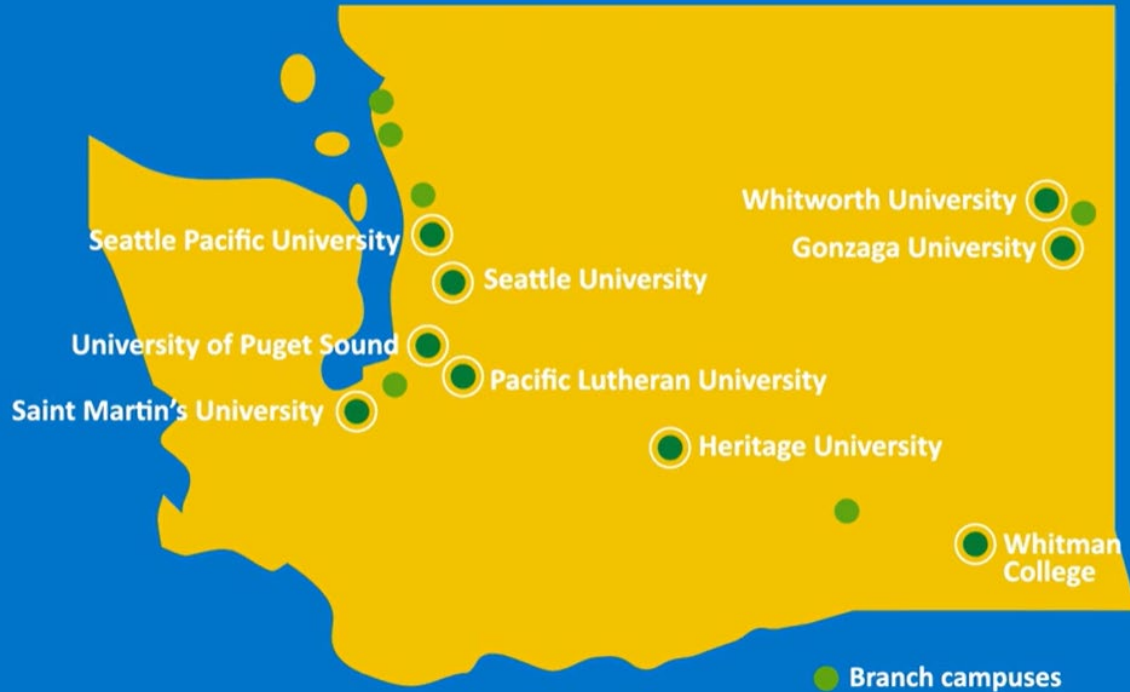 Whitworth University
Seattle Pacific University
Gonzaga University
Seattle University
University of Puget Sound
Pacific Lutheran University
Saint Martin's University
Heritage University
Whitman
College
Branch campuses